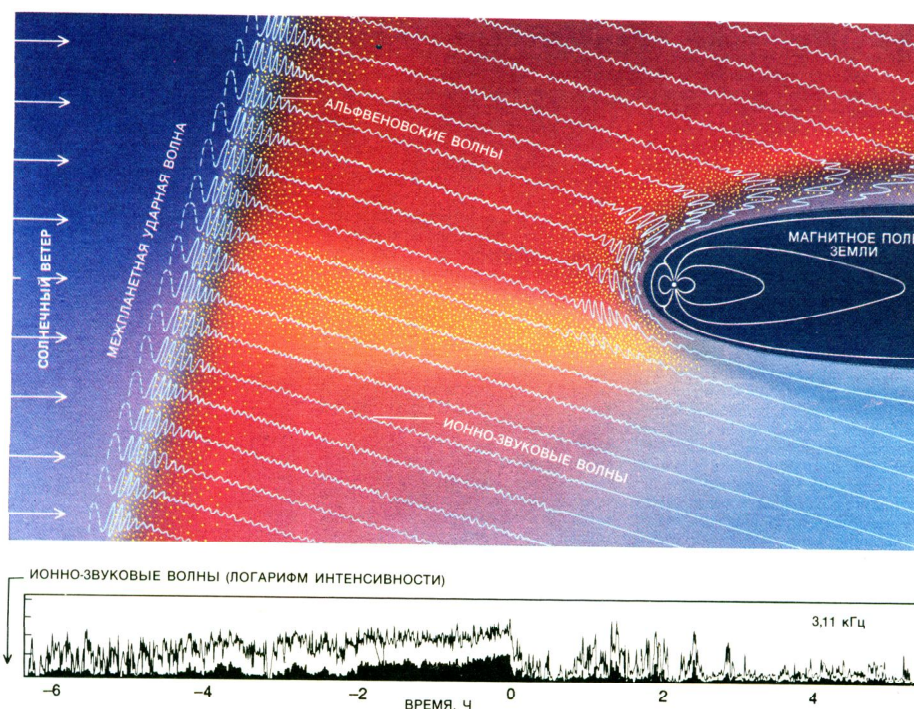 СОЛНЕЧНЫЙ ВЕТЕР
МЕЖПЛАНЕТНАЯ УДАРНАЯ ВОЛНА
АЛЬФВЕНОВСКИЕ ВОЛНЫ
МАГНИТНОЕ ПОЛЕ
ЗЕМЛИ
ИОННО-ЗВУКОВЫЕ ВОЛНЫ
ИОННО-ЗВУКОВЫЕ ВОЛНЫ (ЛОГАРИФМ ИНТЕНСИВНОСТИ)
3,11 кГц
−6 −4 −2 0 2 4
ВРЕМЯ, Ч